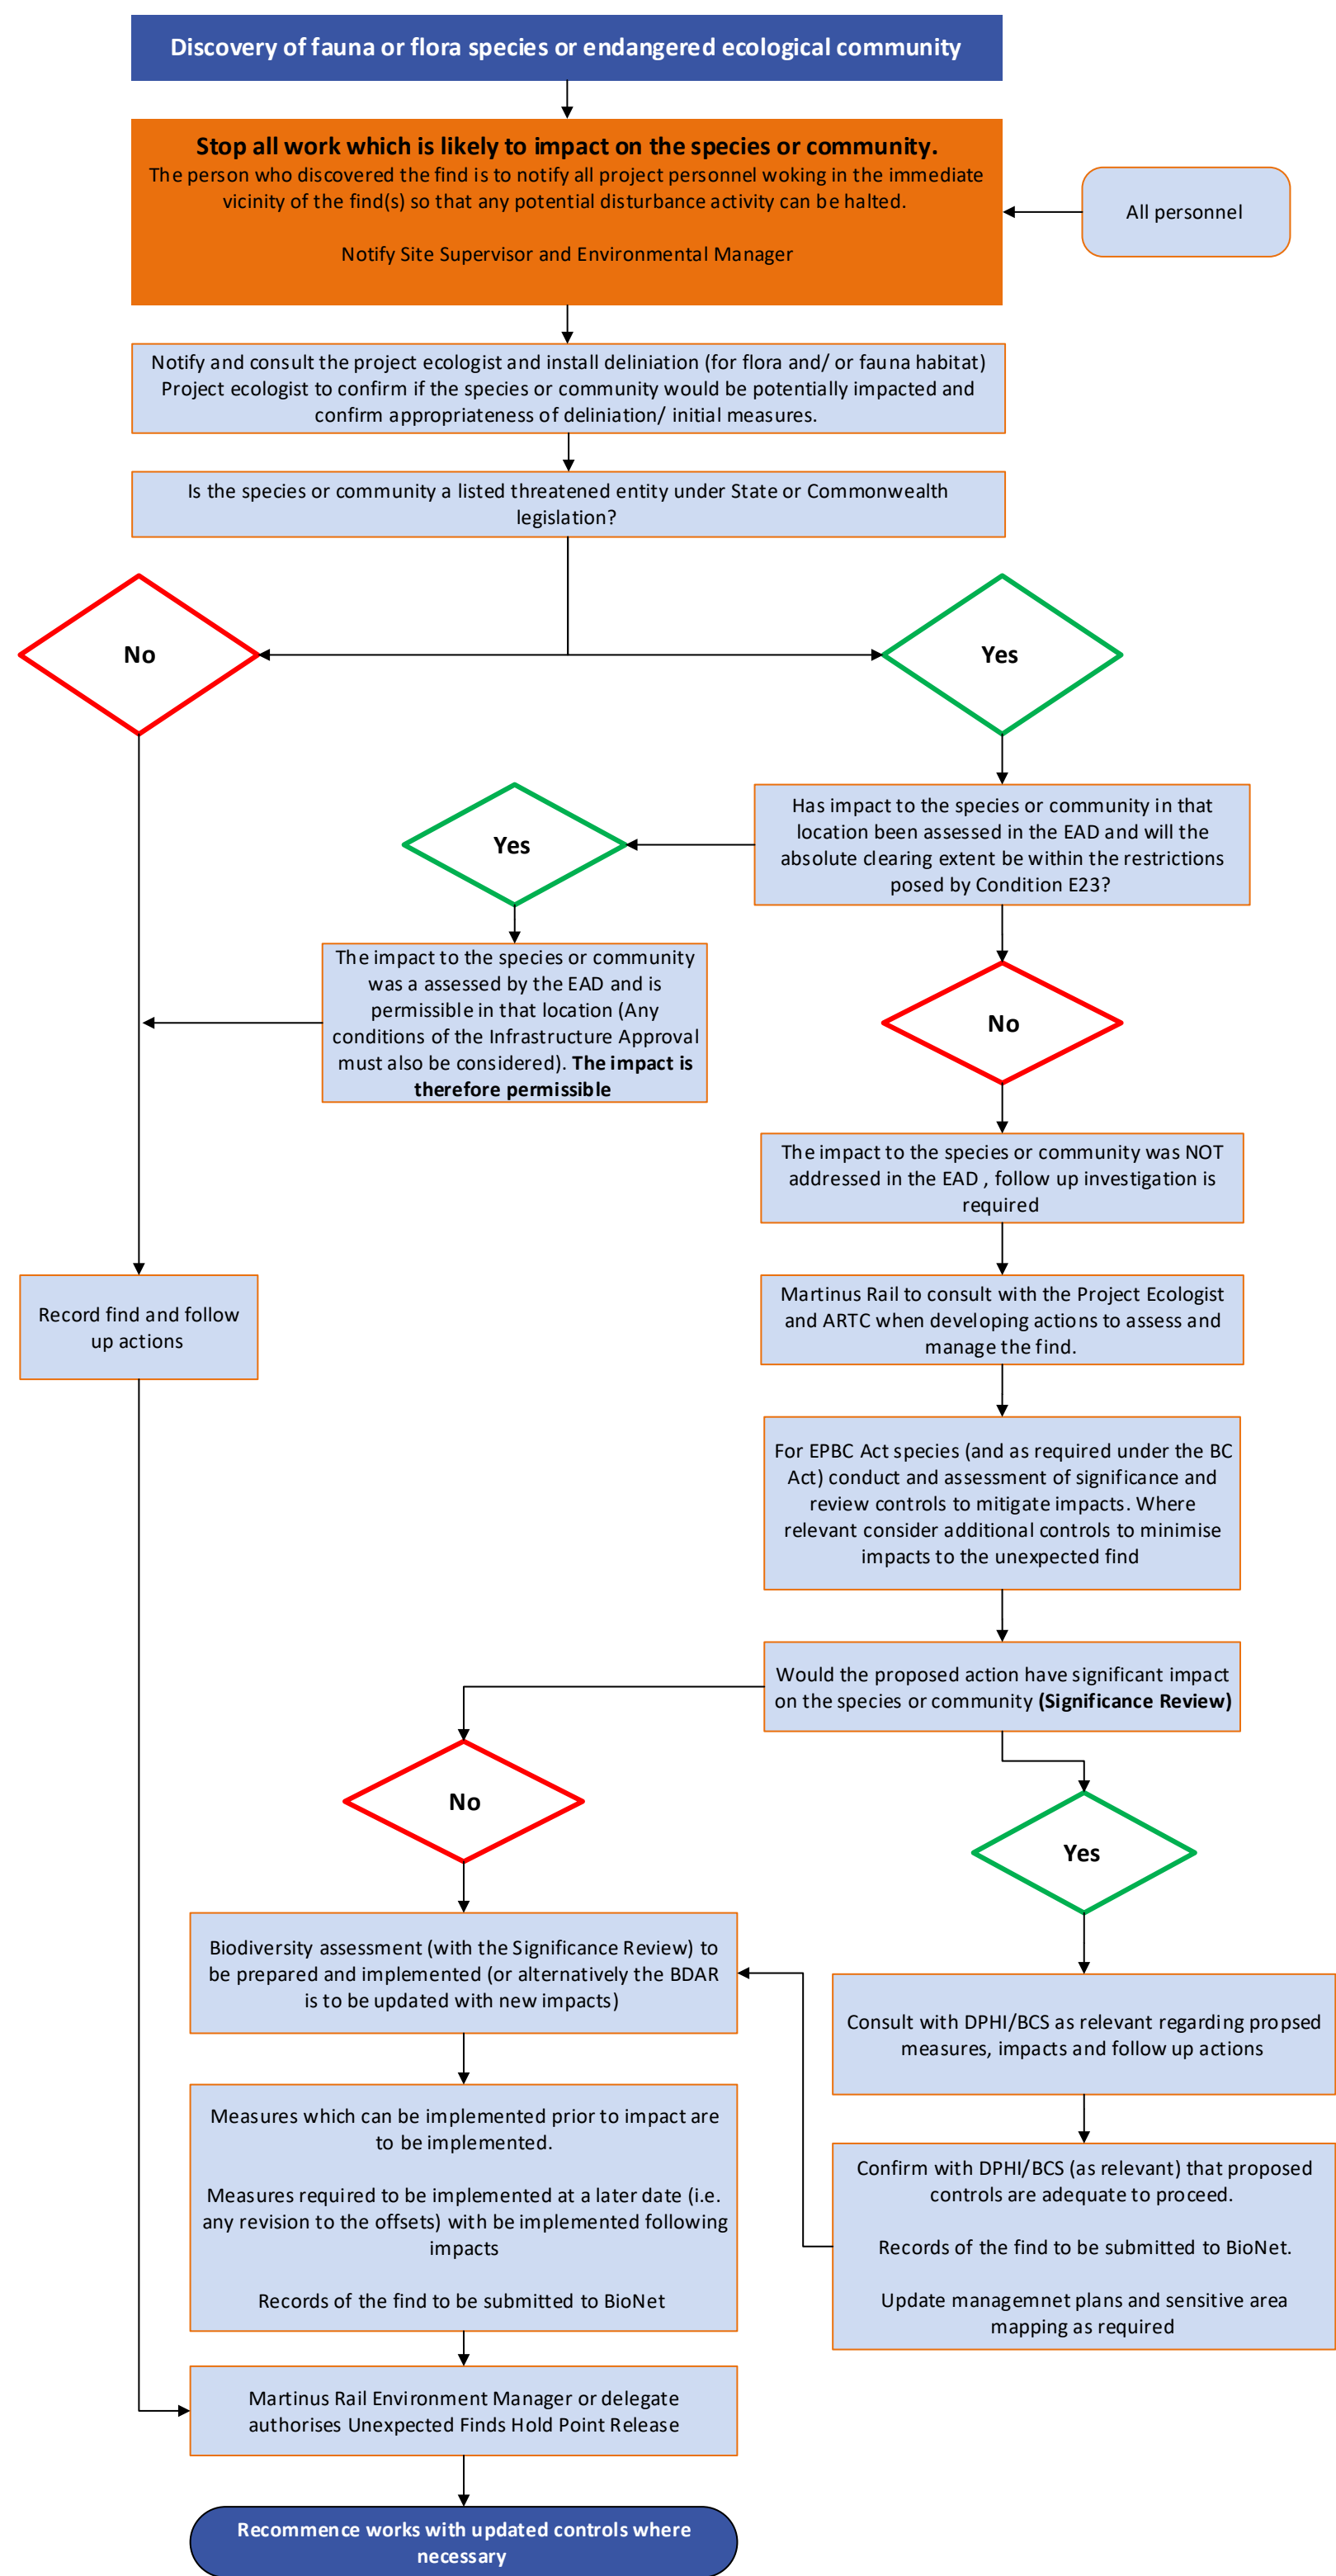 Discovery of fauna or flora species or endangered ecological community
Stop all work which is likely to impact on the species or community.
The person who discovered the find is to notify all project personnel woking in the immediate
vicinity of the find(s) so that any potential disturbance activity can be halted.
Notify Site Supervisor and Environmental Manager
All personnel
Notify and consult the project ecologist and install deliniation (for flora and/ or fauna habitat)
Project ecologist to confirm if the species or community would be potentially impacted and
confirm appropriateness of deliniation/ initial measures.
Is the species or community a listed threatened entity under State or Commonwealth
legislation?
No
Yes
Has impact to the species or community in that
location been assessed in the EAD and will the
absolute clearing extent be within the restrictions
posed by Condition E23?
Yes
The impact to the species or community
was a assessed by the EAD and is
permissible in that location (Any
conditions of the Infrastructure Approval
must also be considered). The impact is
therefore permissible
No
The impact to the species or community was NOT
addressed in the EAD , follow up investigation is
required
Record find and follow
up actions
Martinus Rail to consult with the Project Ecologist
and ARTC when developing actions to assess and
manage the find.
For EPBC Act species (and as required under the BC
Act) conduct and assessment of significance and
review controls to mitigate impacts. Where
relevant consider additional controls to minimise
impacts to the unexpected find
Would the proposed action have significant impact
on the species or community (Significance Review)
No
Yes
Biodiversity assessment (with the Significance Review) to
be prepared and implemented (or alternatively the BDAR
is to be updated with new impacts)
Consult with DPHI/BCS as relevant regarding propsed
measures, impacts and follow up actions
Measures which can be implemented prior to impact are
to be implemented.
Measures required to be implemented at a later date (i.e.
any revision to the offsets) with be implemented following
impacts
Records of the find to be submitted to BioNet
Confirm with DPHI/BCS (as relevant) that proposed
controls are adequate to proceed.
Records of the find to be submitted to BioNet.
Update managemnet plans and sensitive area
mapping as required
Martinus Rail Environment Manager or delegate
authorises Unexpected Finds Hold Point Release
Recommence works with updated controls where
necessary